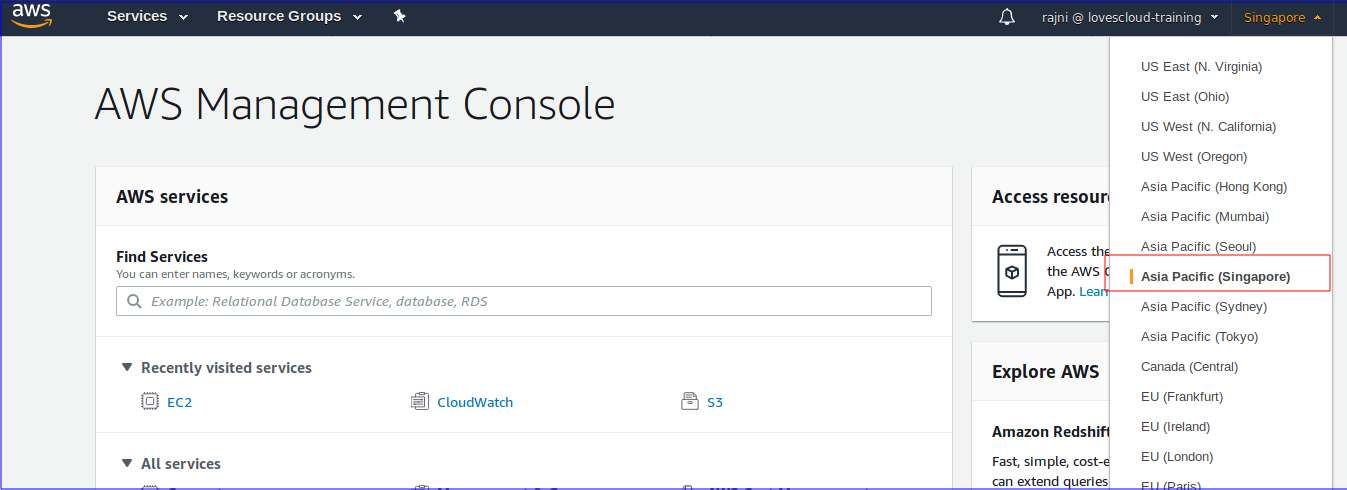 aws
Services
Resource Groups
rajni @ lovescloud-training
Singapore
AWS Management Console
AWS services
Find Services
You can enter names, keywords or acronyms.
Example: Relational Database Service, database, RDS
Recently visited services
EC2
CloudWatch
S3
All services
Access resour
Access the
the AWS C
App. Lear
Explore AWS
Amazon Redshift
Fast, simple, cost-e
can extend queries
US East (N. Virginia)
US East (Ohio)
US West (N. California)
US West (Oregon)
Asia Pacific (Hong Kong)
Asia Pacific (Mumbai)
Asia Pacific (Seoul)
Asia Pacific (Singapore)
Asia Pacific (Sydney)
Asia Pacific (Tokyo)
Canada (Central)
EU (Frankfurt)
EU (Ireland)
EU (London)
EU (Paris)